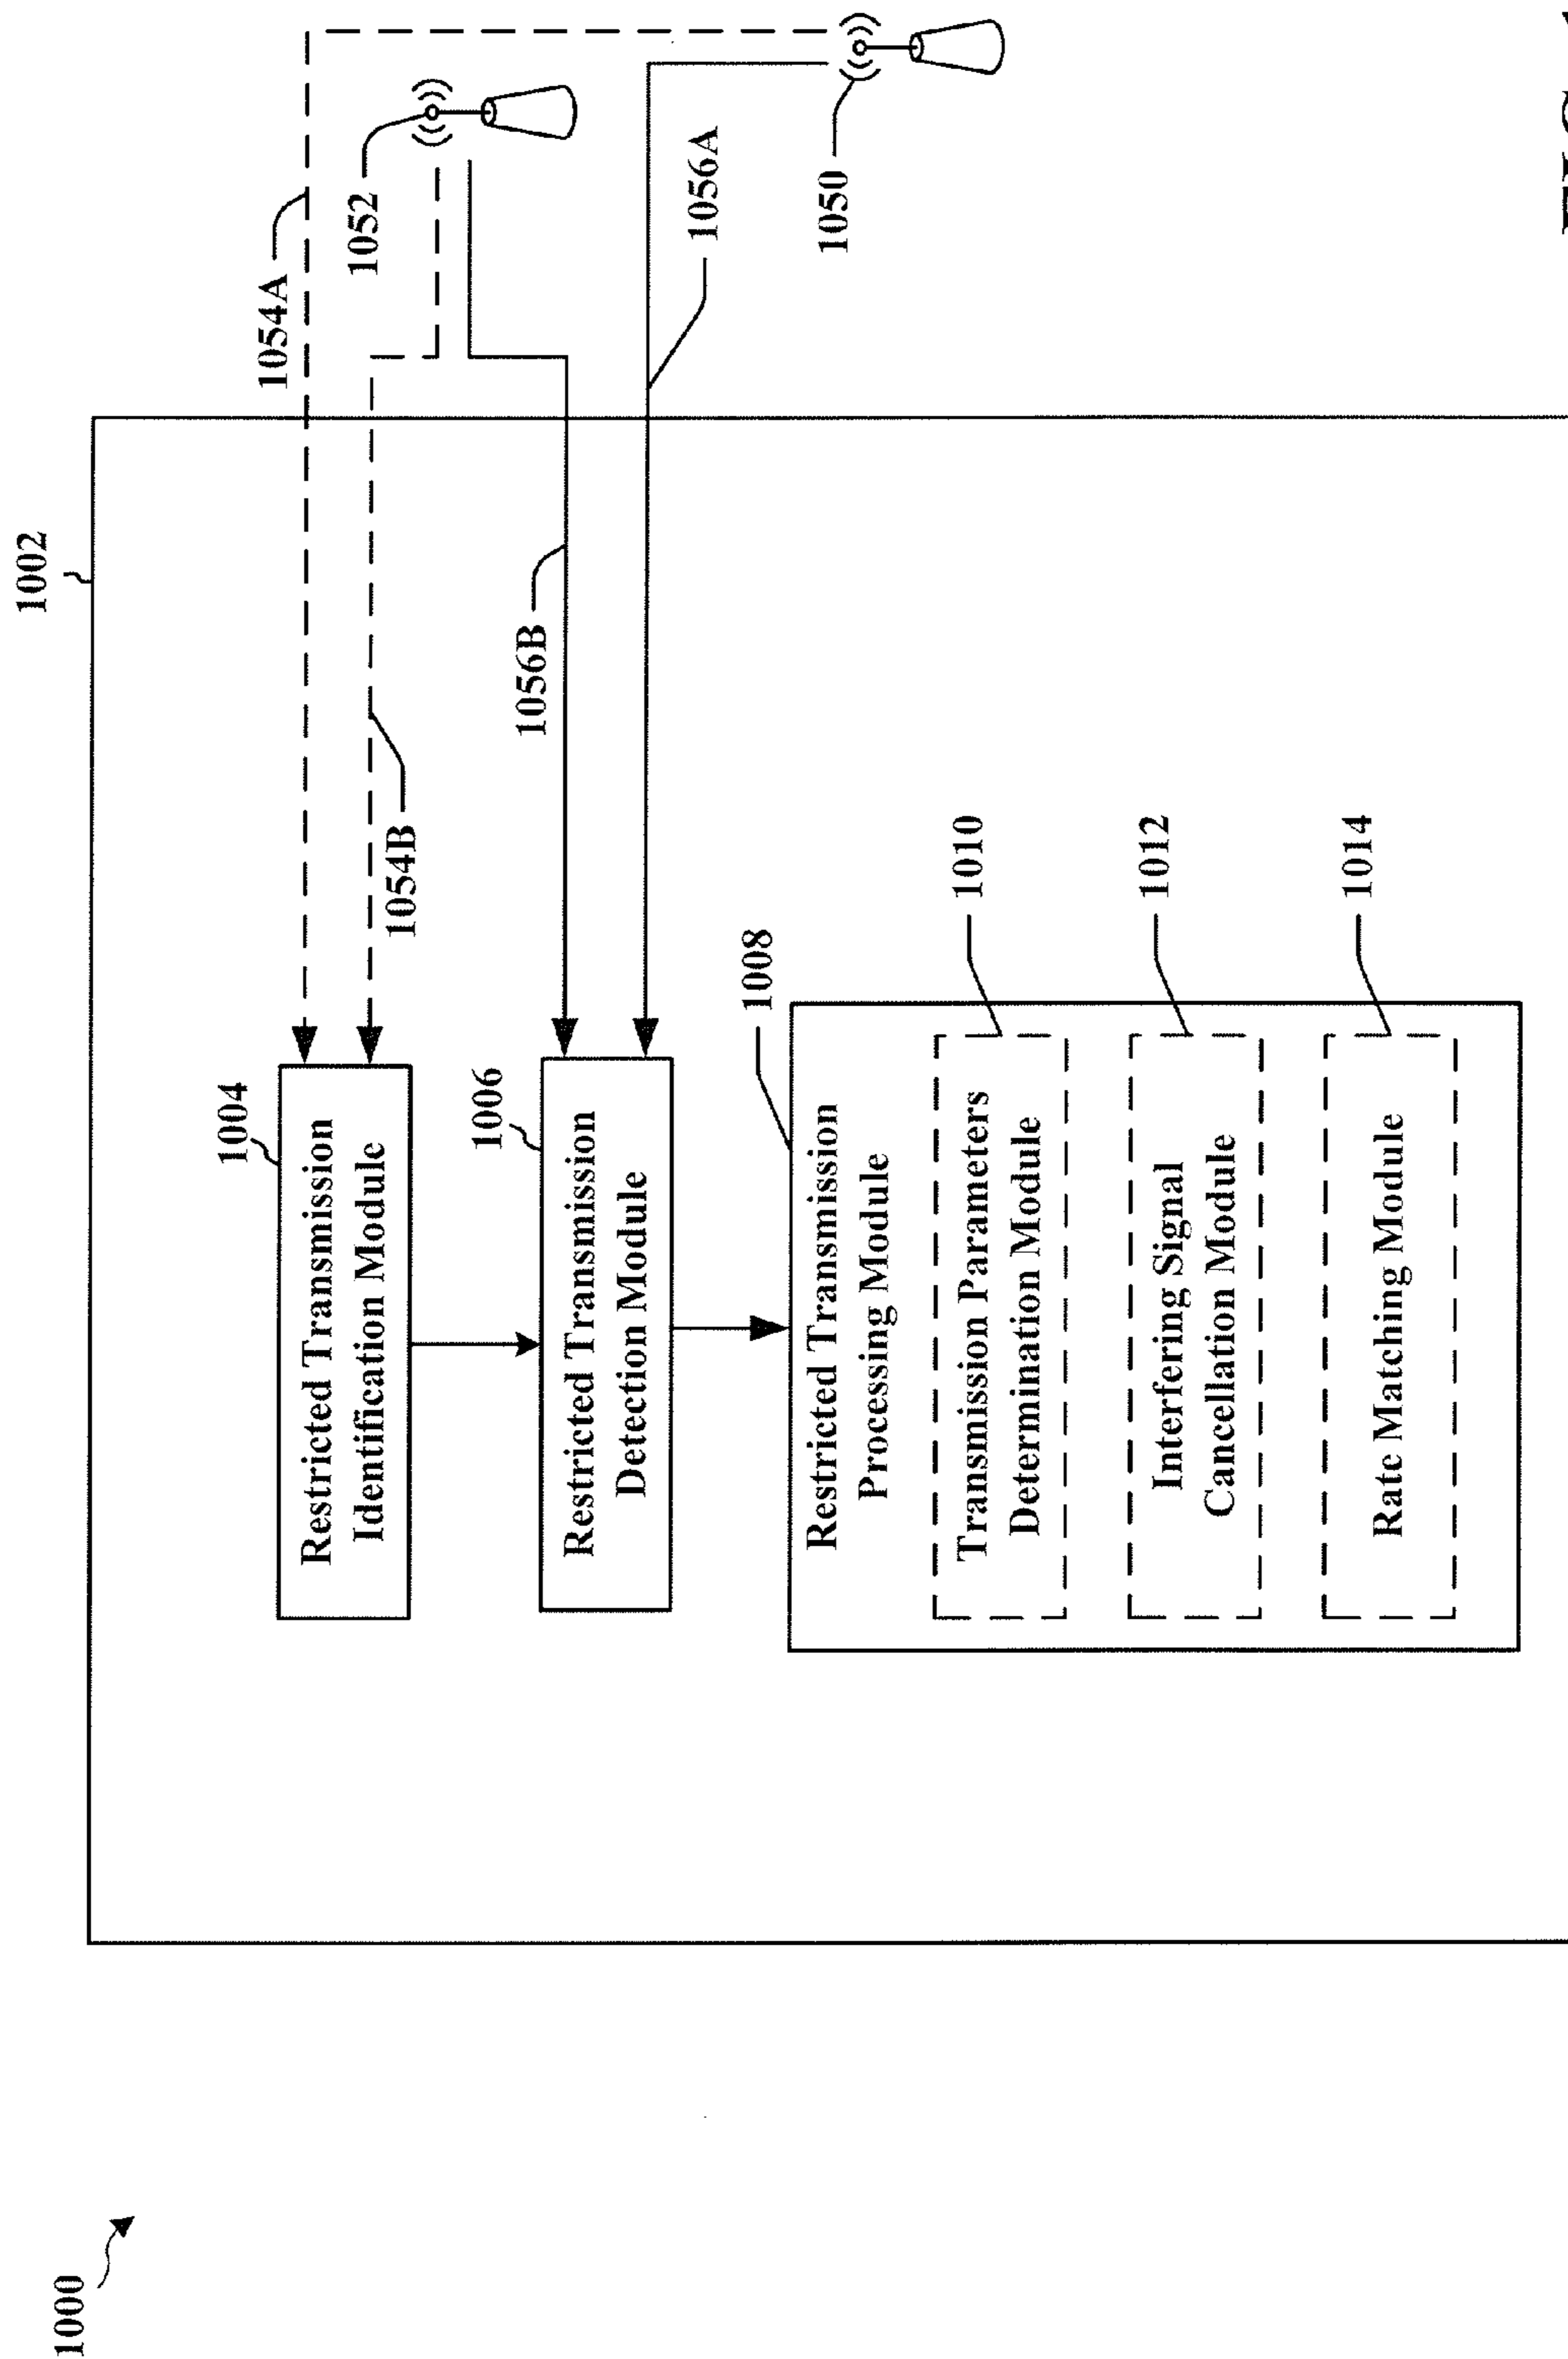 1000
1002
1004
Restricted Transmission
Identification Module
1006
Restricted Transmission
Detection Module
1008
Restricted Transmission
Processing Module
Transmission Parameters
Determination Module
1010
Interfering Signal
Cancellation Module
1012
Rate Matching Module
1014
1054A
1052
1054B
1056B
1056A
1050